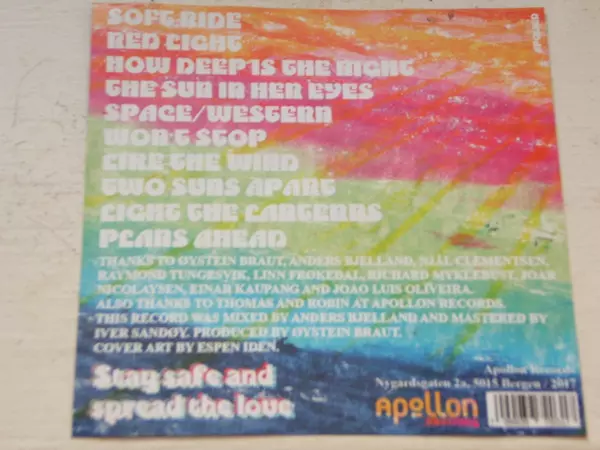 SOFT RIDE
RED LIGHT
HOW DEEP IS THE NIGHT
THE SUN IN HER EYES
SPACE/WESTERN
WON'T STOP
LIKE THE WIND
TWO SUNS APART
LIGHT THE LANTERNS
PLANS AHEAD
THANKS TO ØYSTEIN BRAUT, ANDERS BJELLAND, NJÅL CLEMENTSEN,
RAYMOND TUNGESVIK, LINN FRØKEDAL, RICHARD MYKLEBUST, JOAR
NICOLAYSEN, EINAR KAUPANG AND JOAO LUIS OLIVEIRA.
ALSO THANKS TO THOMAS AND ROBIN AT APOLLON RECORDS.
THIS RECORD WAS MIXED BY ANDERS BJELLAND AND MASTERED BY
IVER SANDØY. PRODUCED BY ØYSTEIN BRAUT.
COVER ART BY ESPEN IDEN.
Stay safe and
spread the love
Apollon Records
Nygårdsgaten 2a, 5015 Bergen / 2017
Apollon
RECORDS